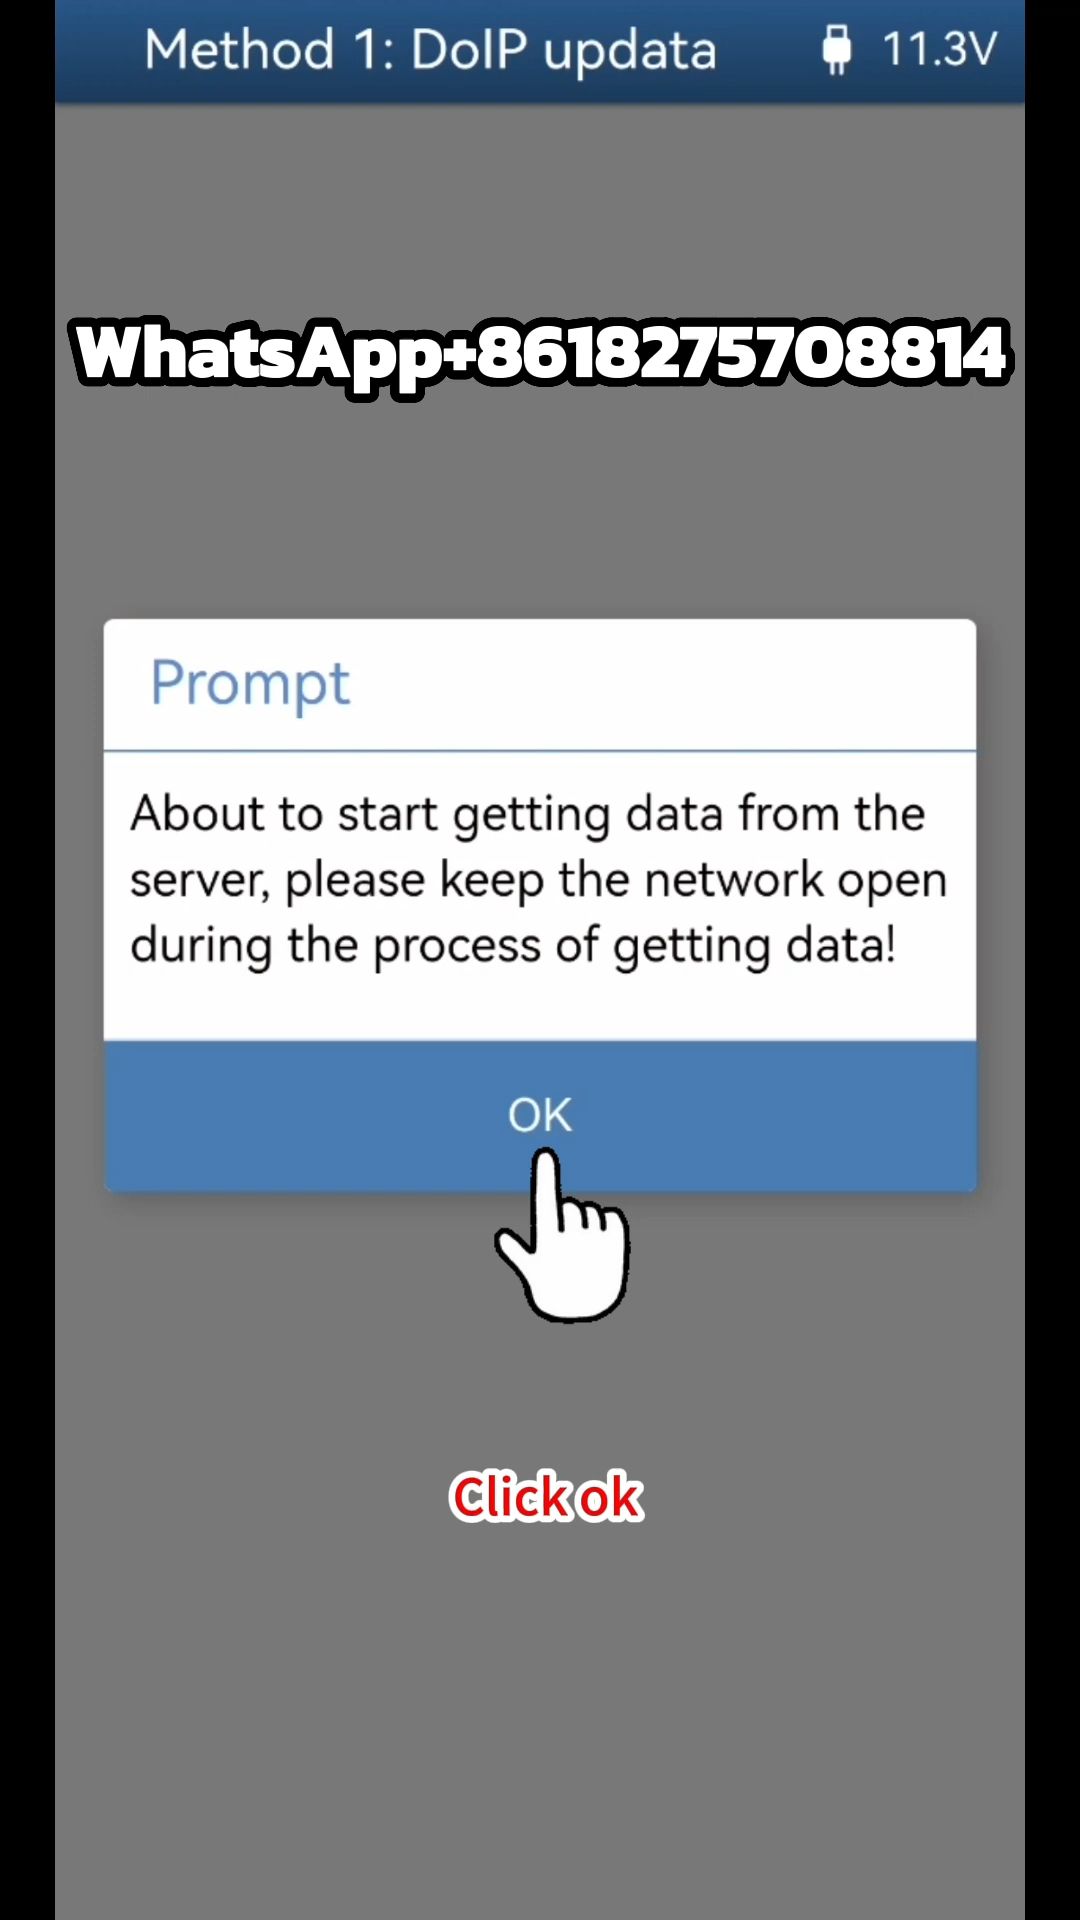 Method 1: DoIP updata
11.3V
WhatsApp+8618275708814
Prompt
About to start getting data from the
server, please keep the network open
during the process of getting data!
OK
Click ok